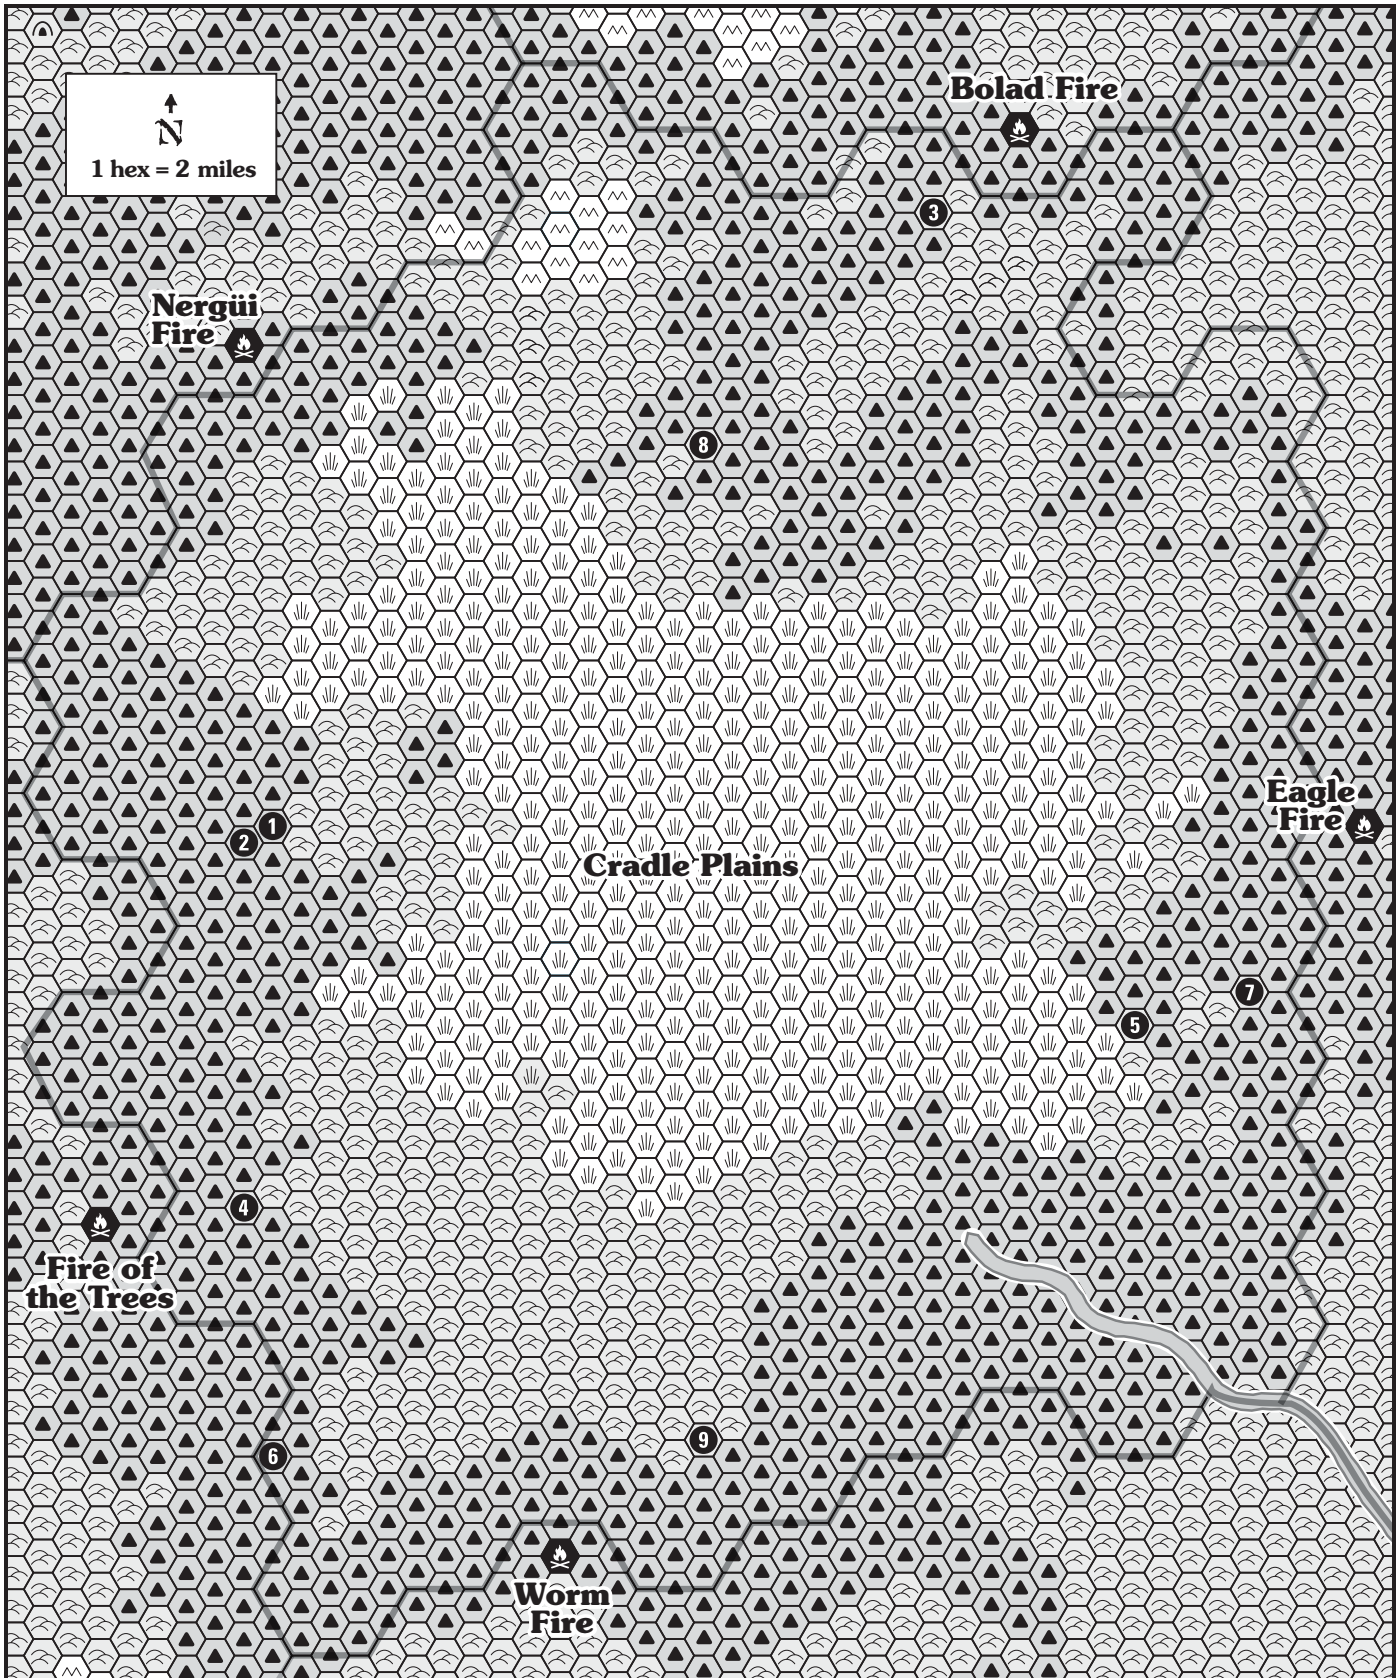 Bolad Fire
N
1 hex = 2 miles
3
Nergüi
Fire
8
Eagle
Fire
1
2
Cradle Plains
7
5
4
Fire of
the Trees
9
6
Worm
Fire